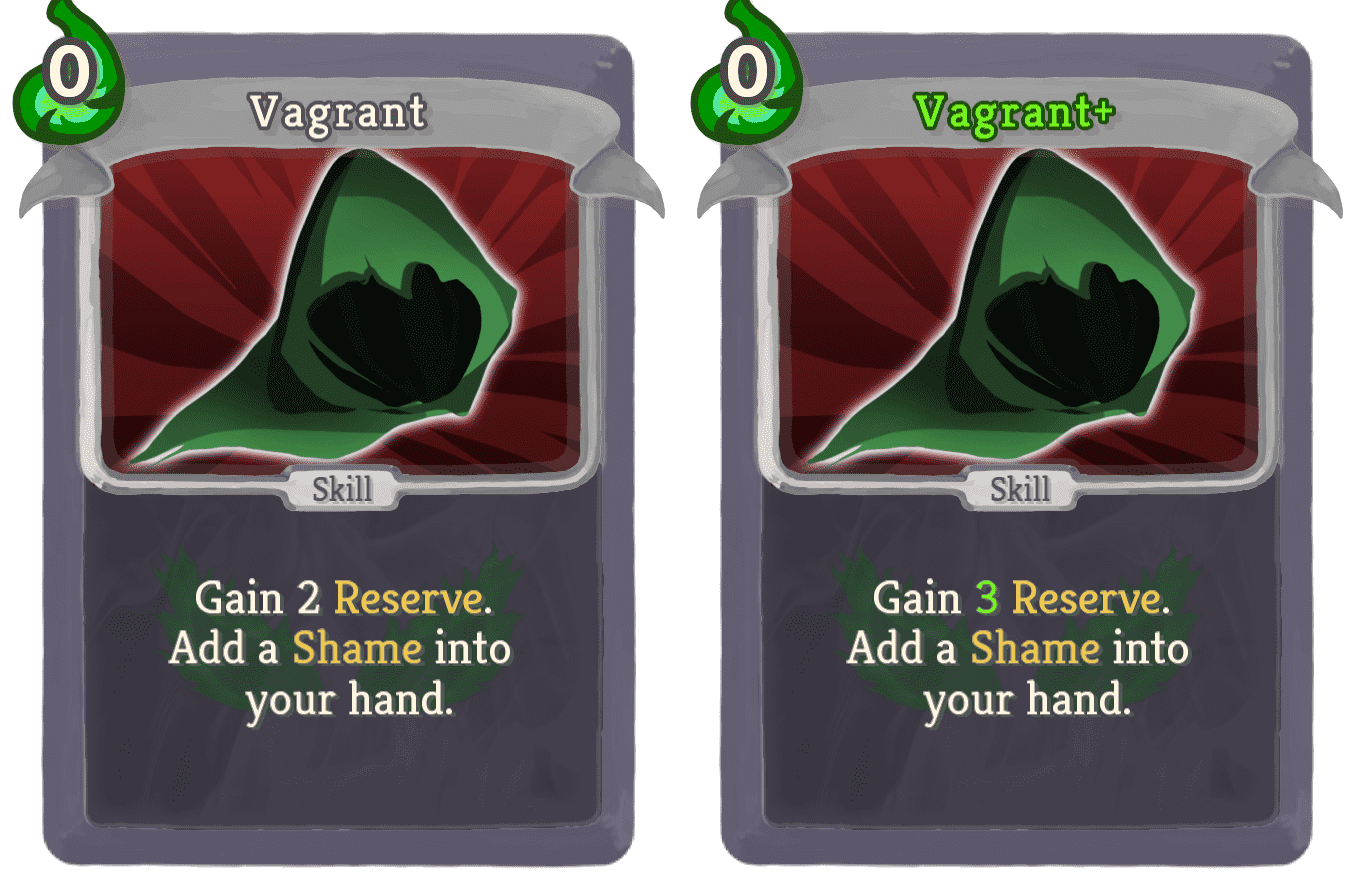 0
Vagrant
Skill
Gain 2 Reserve.
Add a Shame into
your hand.
0
Vagrant+
Skill
Gain 3 Reserve.
Add a Shame into
your hand.